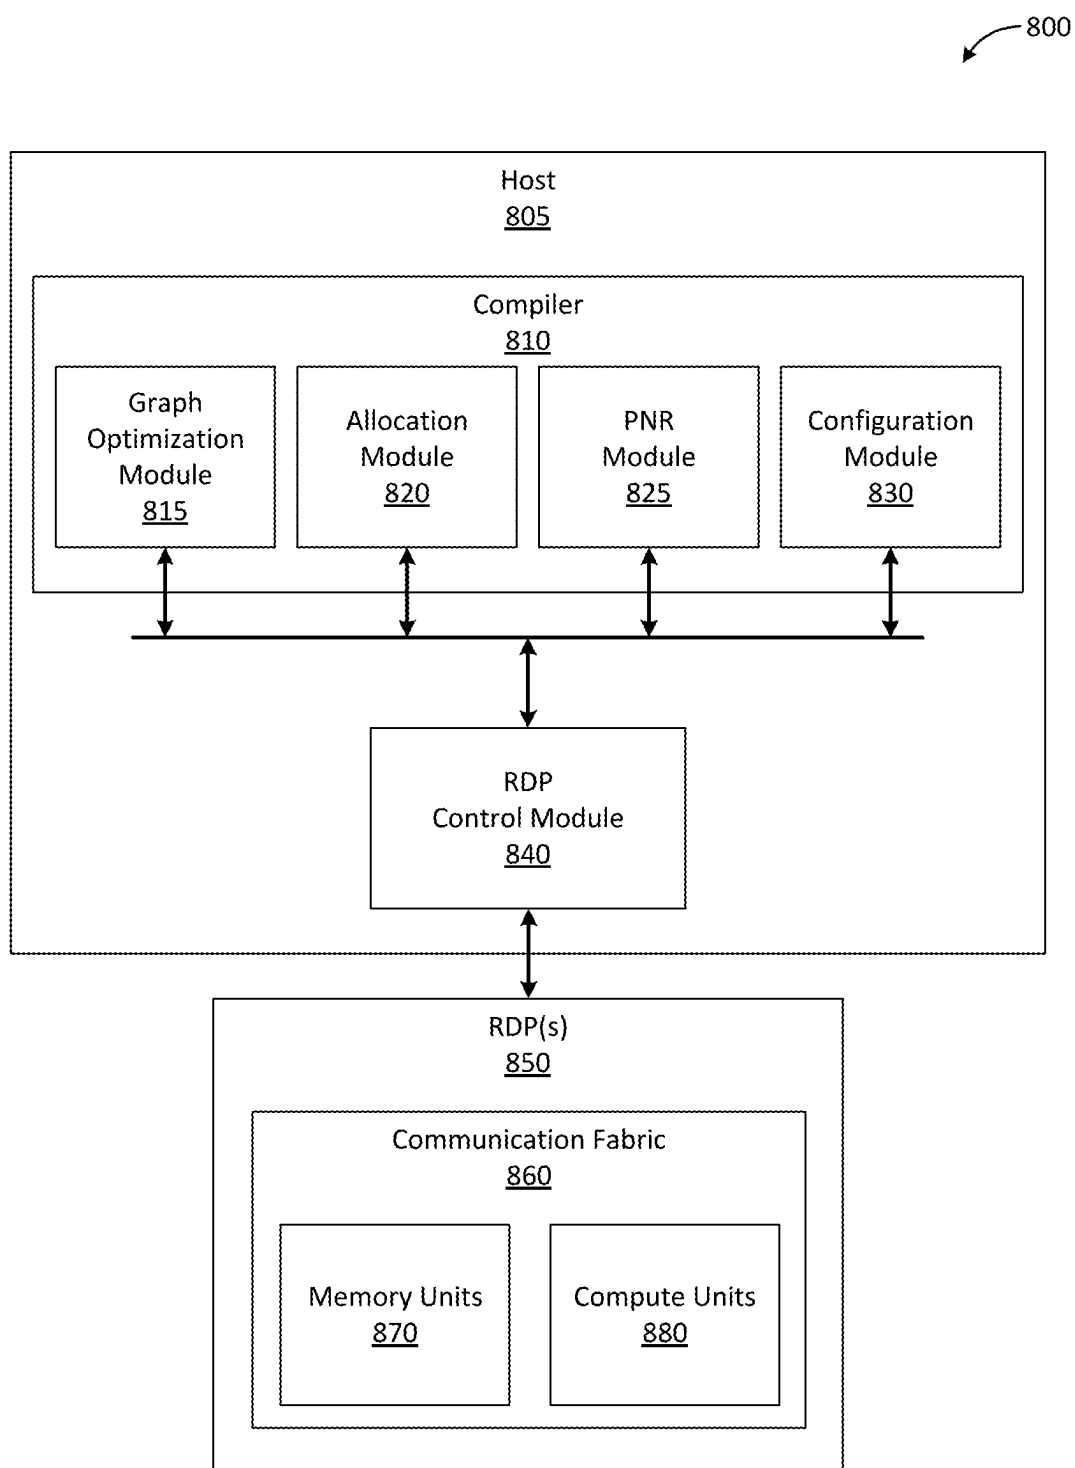 800
Host
805
Compiler
810
Graph
Optimization
Module
815
Allocation
Module
820
PNR
Module
825
Configuration
Module
830
RDP
Control Module
840
RDP(s)
850
Communication Fabric
860
Memory Units
870
Compute Units
880